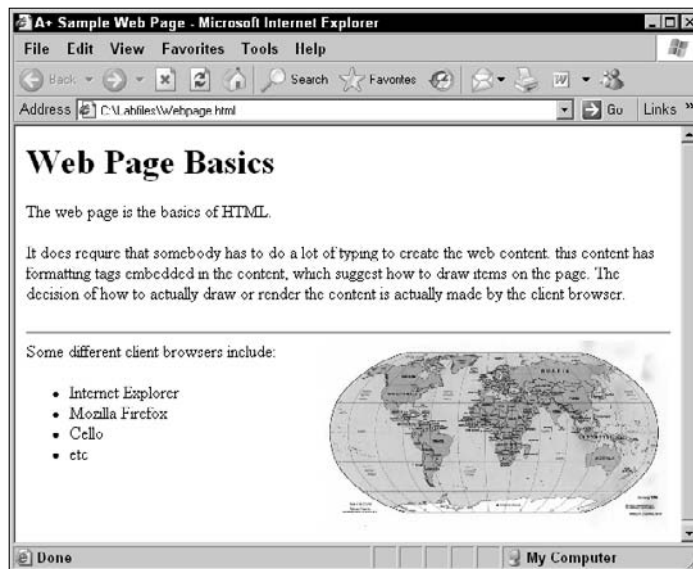 A+ Sample Web Page - Microsoft Internet Explorer
File Edit View Favorites Tools Help
Back Search Favorites
Address C:\Labfiles\Webpage.html Go Links »
Web Page Basics
The web page is the basics of HTML.
It does require that somebody has to do a lot of typing to create the web content. this content has
formatting tags embedded in the content, which suggest how to draw items on the page. The
decision of how to actually draw or render the content is actually made by the client browser.
Some different client browsers include:
• Internet Explorer
• Mozilla Firefox
• Cello
• etc
RUSSIA
Done My Computer